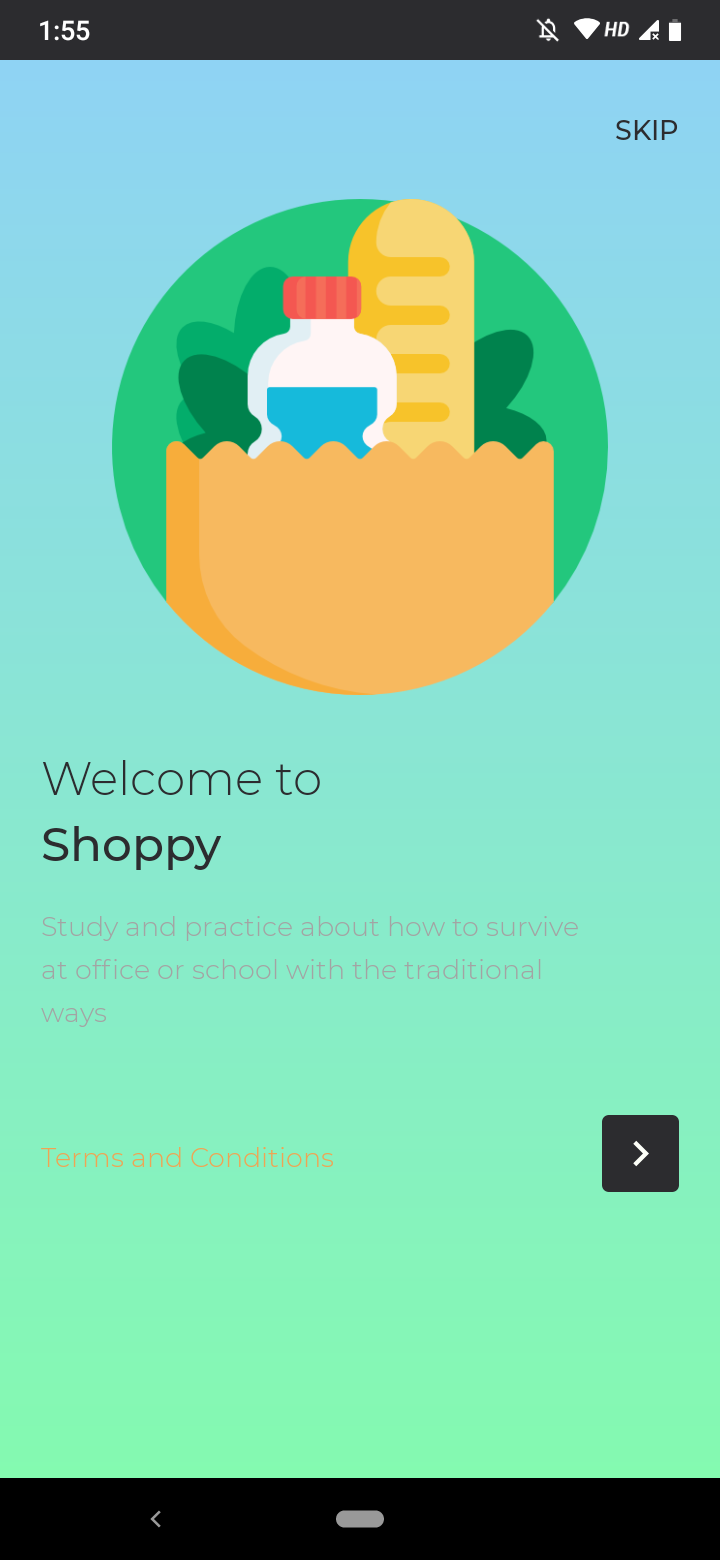 1:55
HD
SKIP
Welcome to
Shoppy
Study and practice about how to survive
at office or school with the traditional
ways
Terms and Conditions